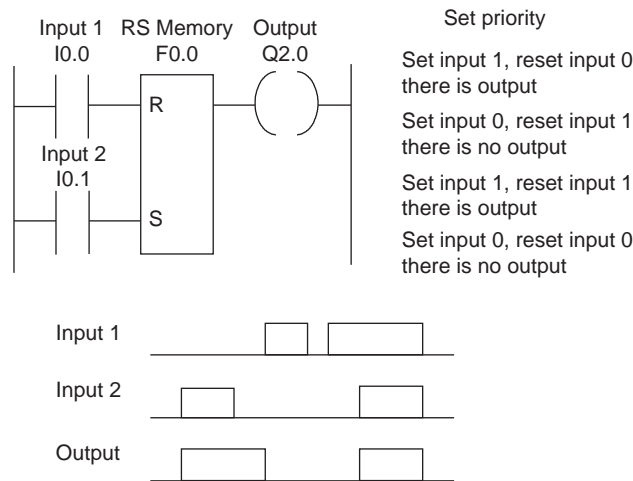 Input 1 RS Memory Output
I0.0 F0.0 Q2.0
R
Input 2
I0.1
S
Set priority
Set input 1, reset input 0
there is output
Set input 0, reset input 1
there is no output
Set input 1, reset input 1
there is output
Set input 0, reset input 0
there is no output
Input 1
Input 2
Output